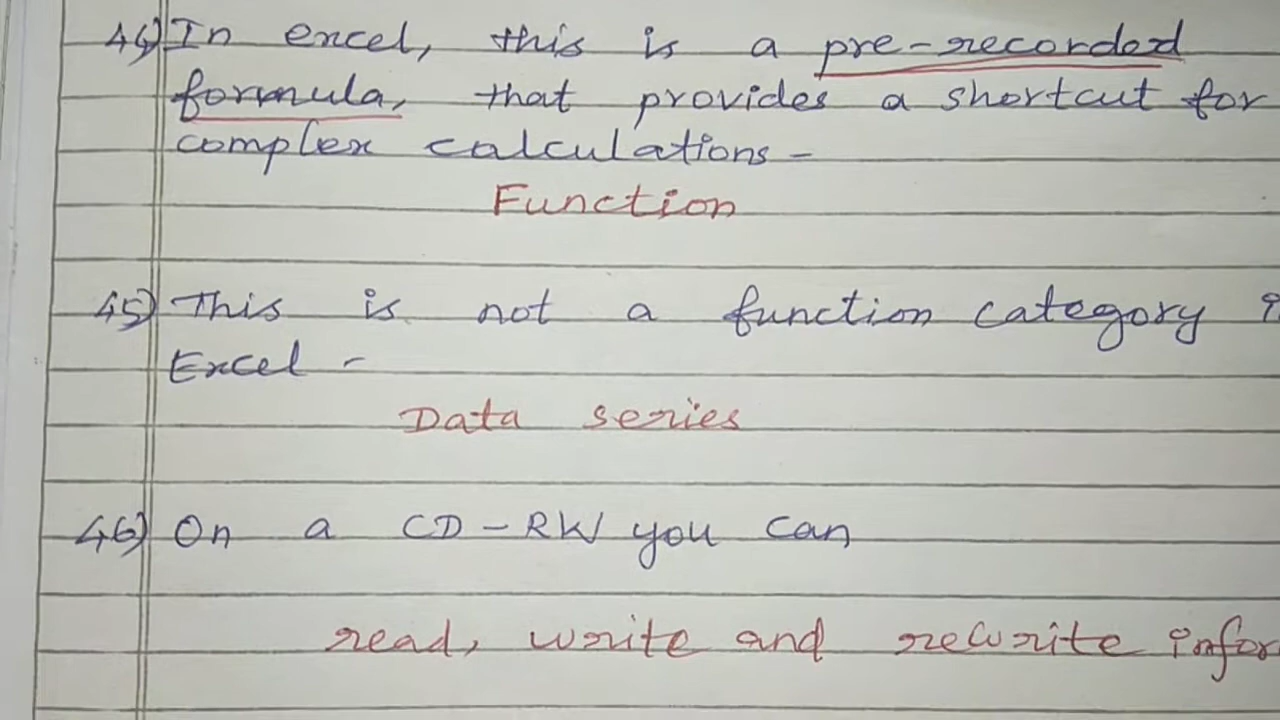 44) In excel, this is a pre-recorded
formula, that provides a shortcut for
complex calculations -
Function
45) This is not a function category
Excel -
Data series
46) On a CD-RW you can
read, write and rewrite infor